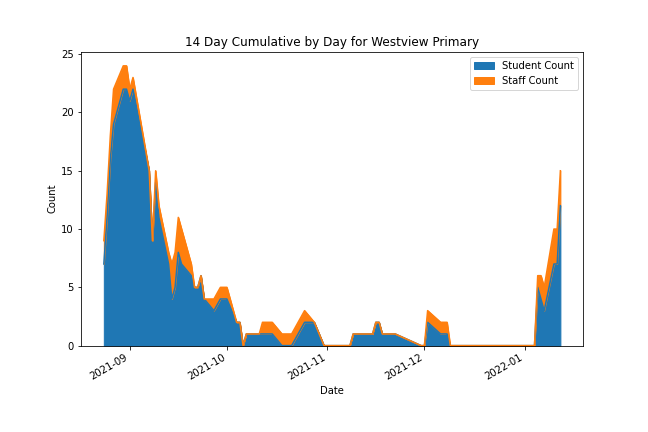 14 Day Cumulative by Day for Westview Primary
Student Count
Staff Count
25
20
15
10
5
0
Count
2021-09
2021-10
2021-11
2021-12
2022-01
Date